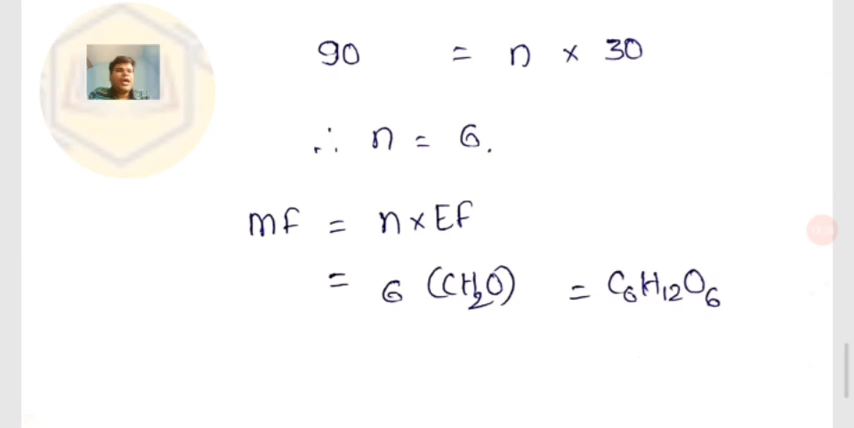 90 = n × 30
∴ n = 6.
mf = n × Ef
= 6 (CH₂O) = C₆H₁₂O₆